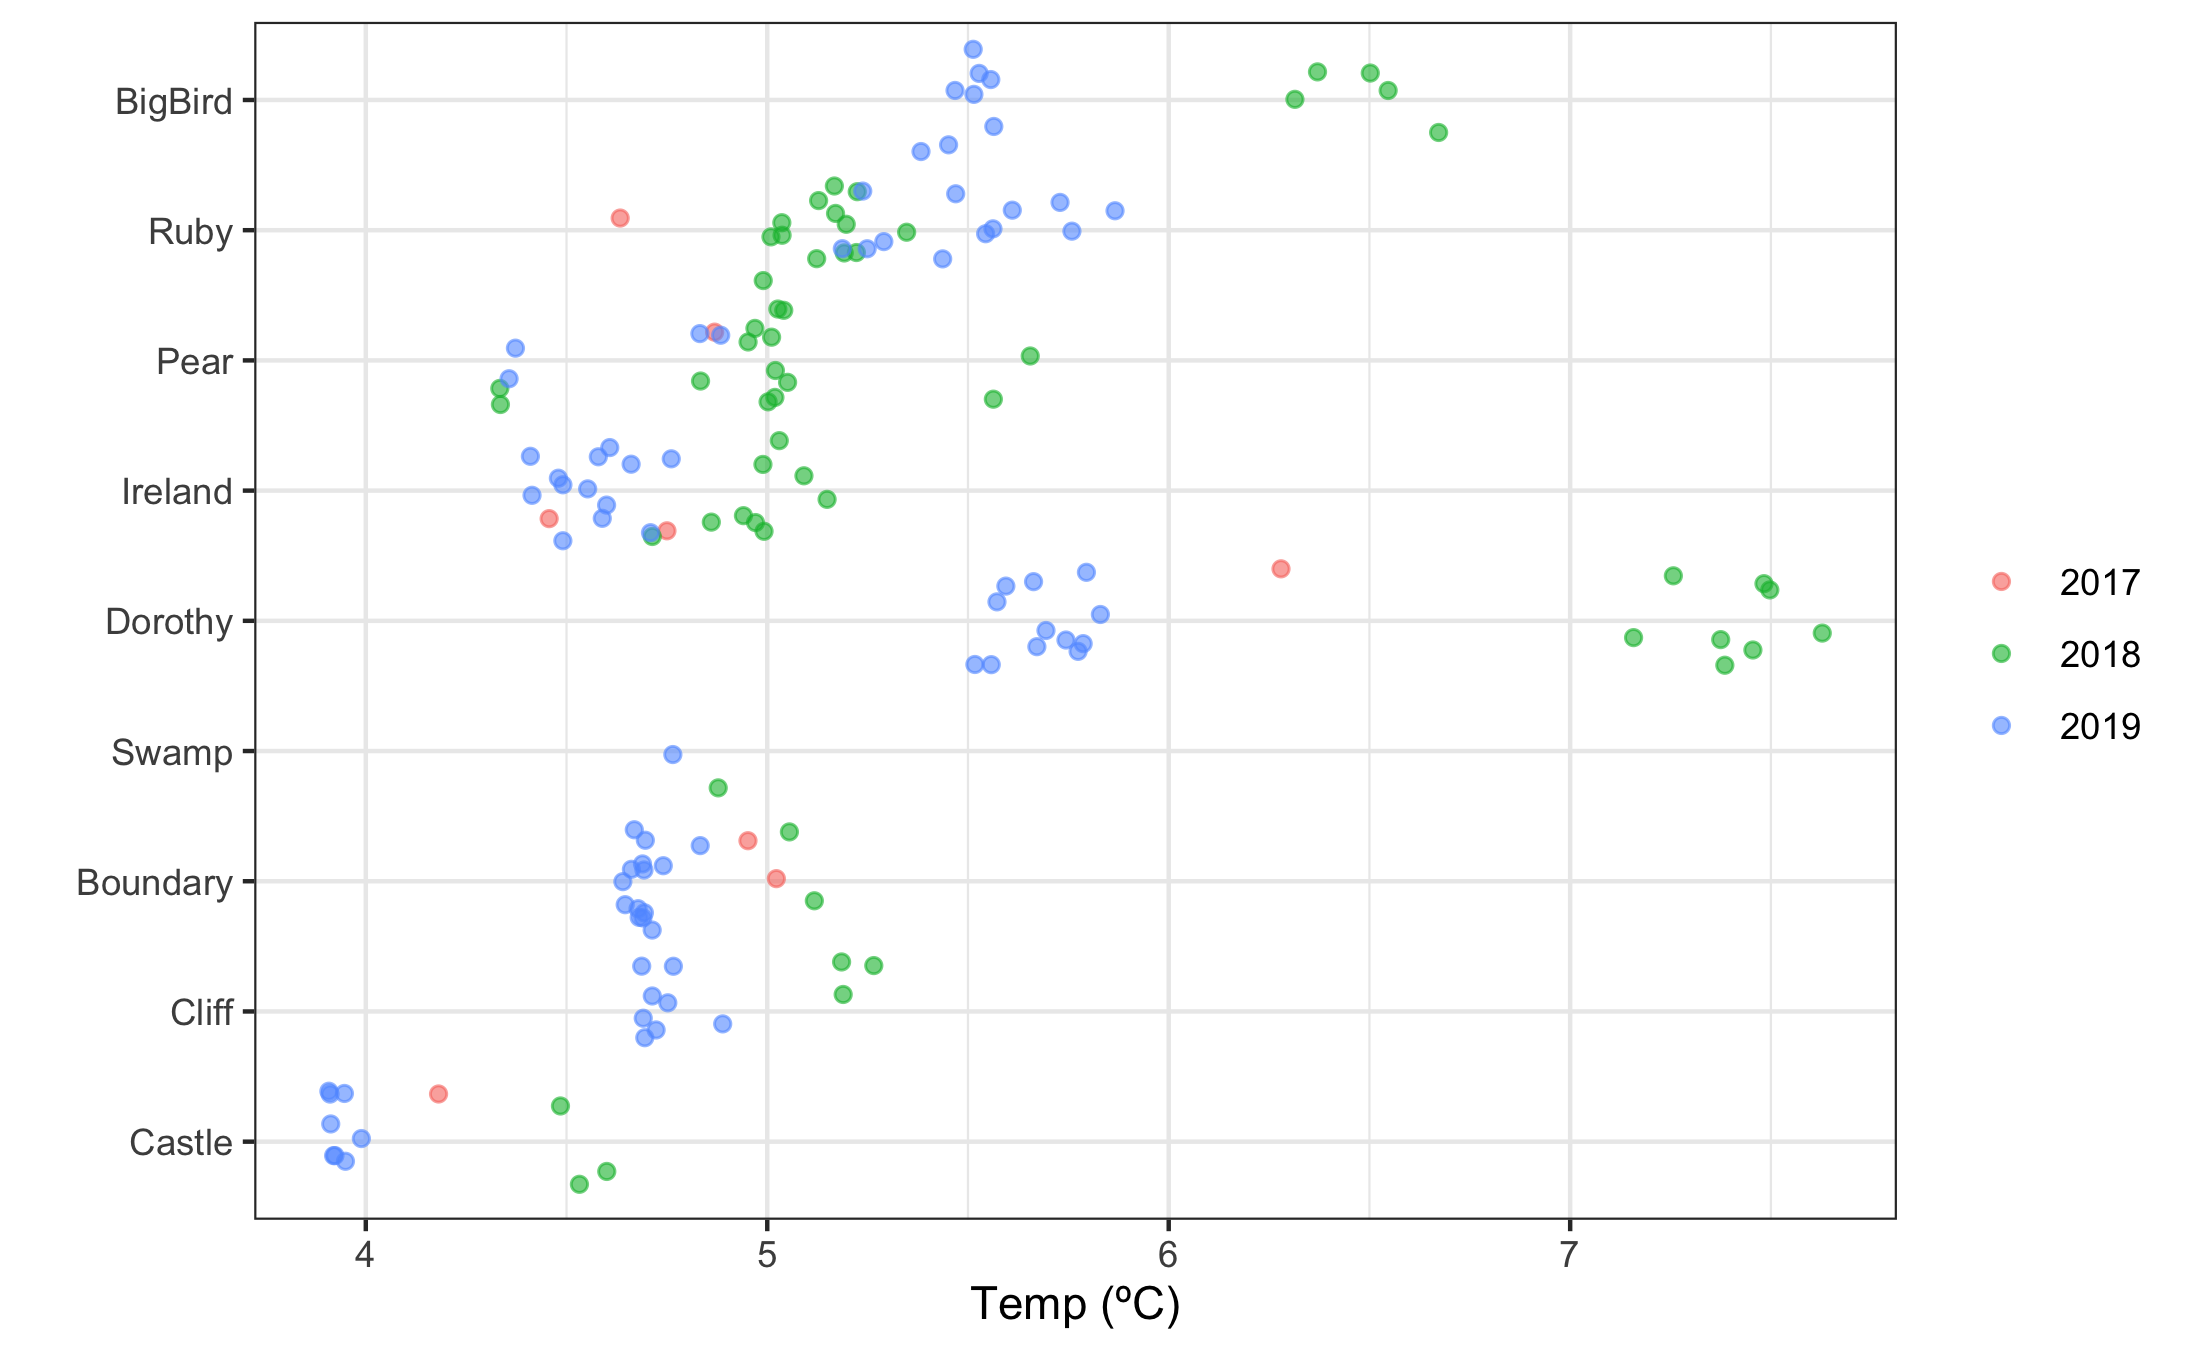 BigBird
Ruby
Pear
Ireland
Dorothy
Swamp
Boundary
Cliff
Castle
4 5 6 7
Temp (ºC)
2017
2018
2019